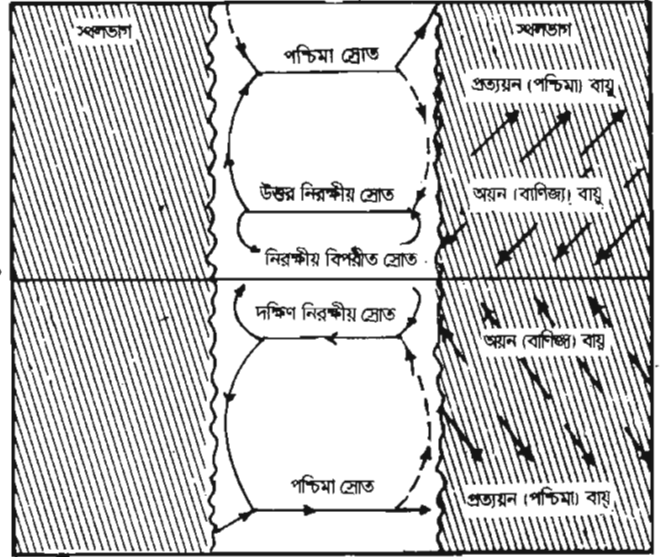 স্থলভাগ
পশ্চিমা স্রোত
স্থলভাগ
প্রত্যয়ন (পশ্চিমা) বায়ু
উত্তর নিরক্ষীয় স্রোত
অয়ন (বাণিজ্য) বায়ু
নিরক্ষীয় বিপরীত স্রোত
দক্ষিণ নিরক্ষীয় স্রোত
অয়ন (বাণিজ্য) বায়ু
পশ্চিমা স্রোত
প্রত্যয়ন (পশ্চিমা) বায়ু